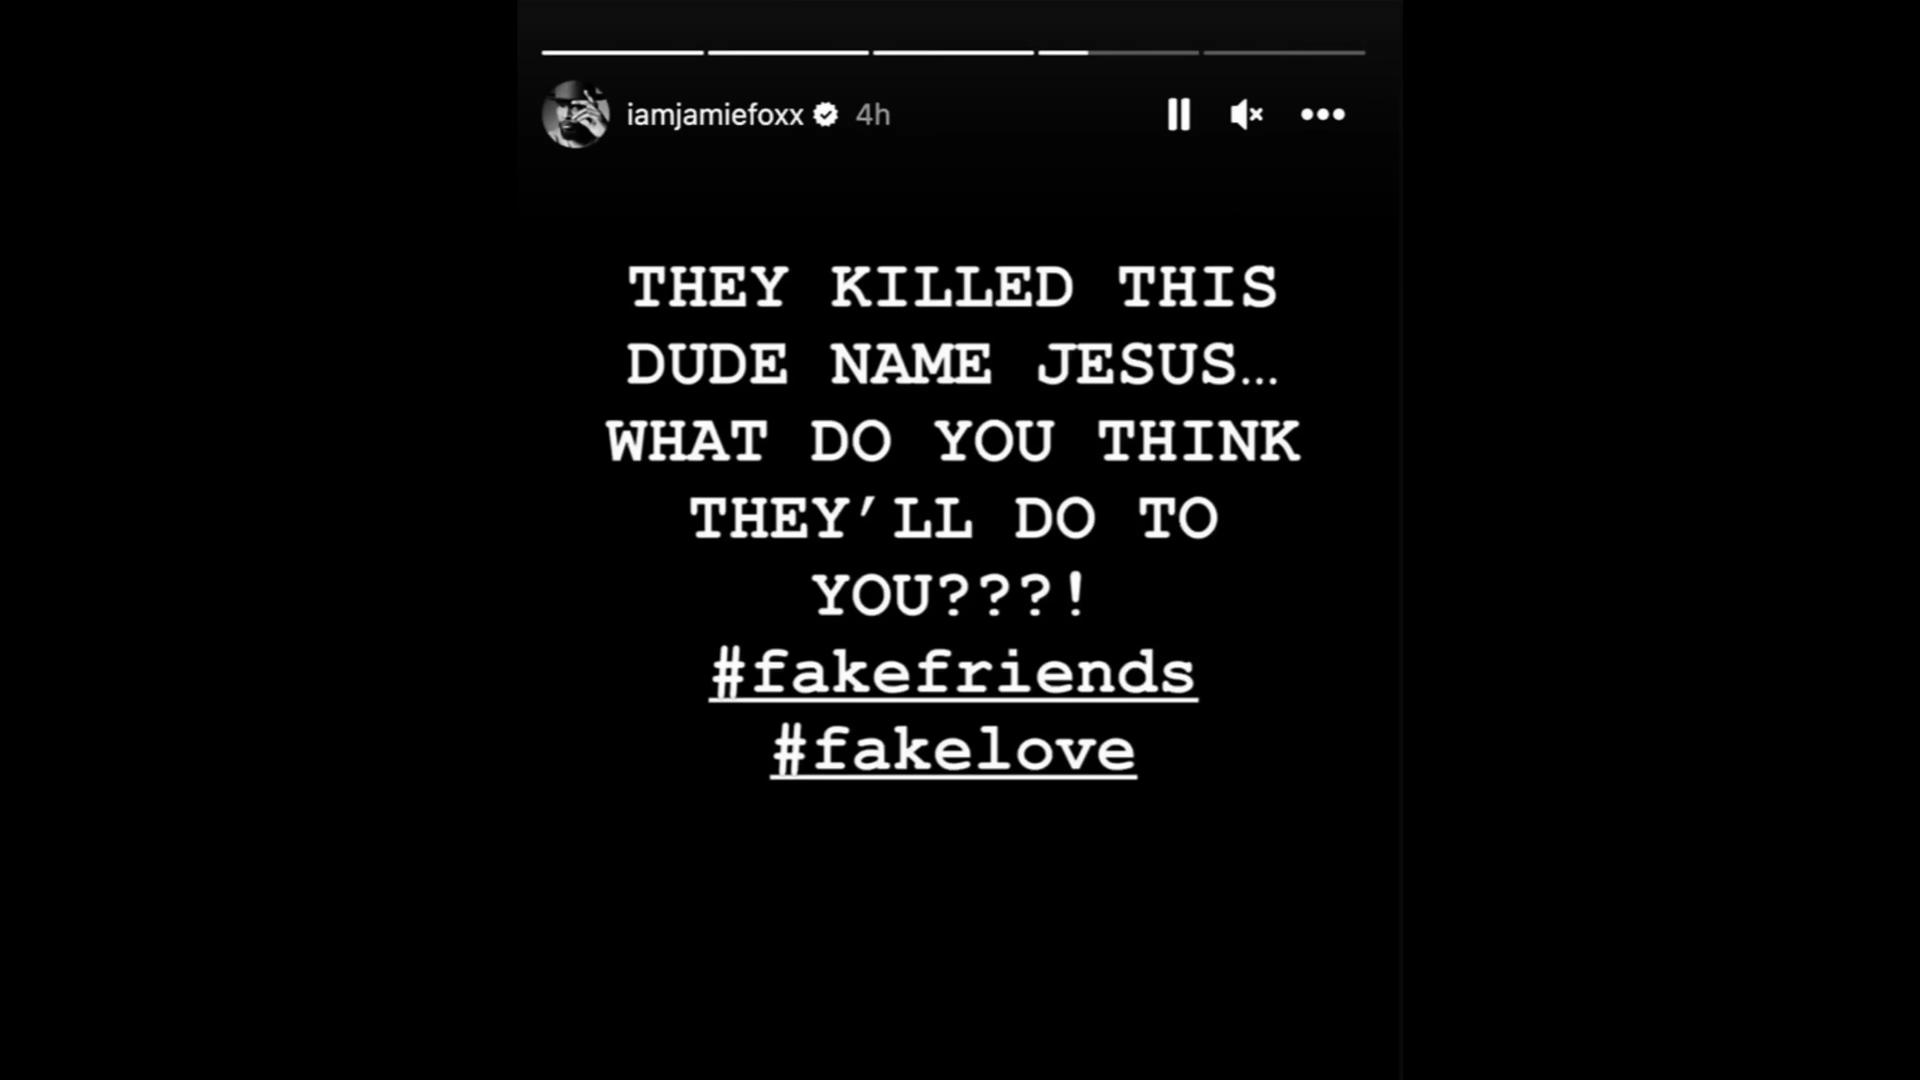 iamjamiefoxx 4h
THEY KILLED THIS
DUDE NAME JESUS...
WHAT DO YOU THINK
THEY'LL DO TO
YOU???!
#fakefriends
#fakelove